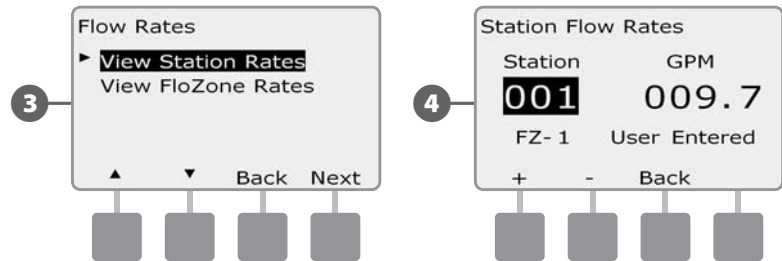 3
Flow Rates
► View Station Rates
View FloZone Rates
▲ ▼ Back Next
4
Station Flow Rates
Station GPM
001 009.7
FZ- 1 User Entered
+ - Back